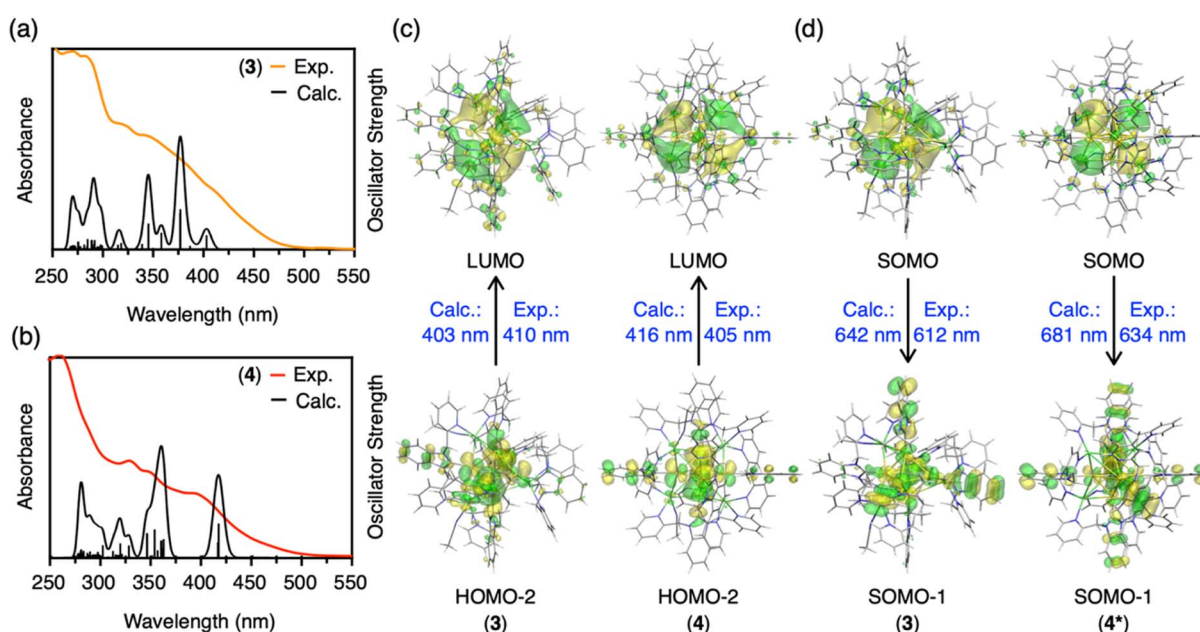 (a)
(3) Exp.
Calc.
Absorbance
Oscillator Strength
250 300 350 400 450 500 550
Wavelength (nm)
(b)
(4) Exp.
Calc.
Absorbance
Oscillator Strength
250 300 350 400 450 500 550
Wavelength (nm)
(c)
LUMO LUMO
Calc.: Exp.: Calc.: Exp.:
403 nm 410 nm 416 nm 405 nm
HOMO-2 HOMO-2
(3) (4)
(d)
SOMO SOMO
Calc.: Exp.: Calc.: Exp.:
642 nm 612 nm 681 nm 634 nm
SOMO-1 SOMO-1
(3) (4*)